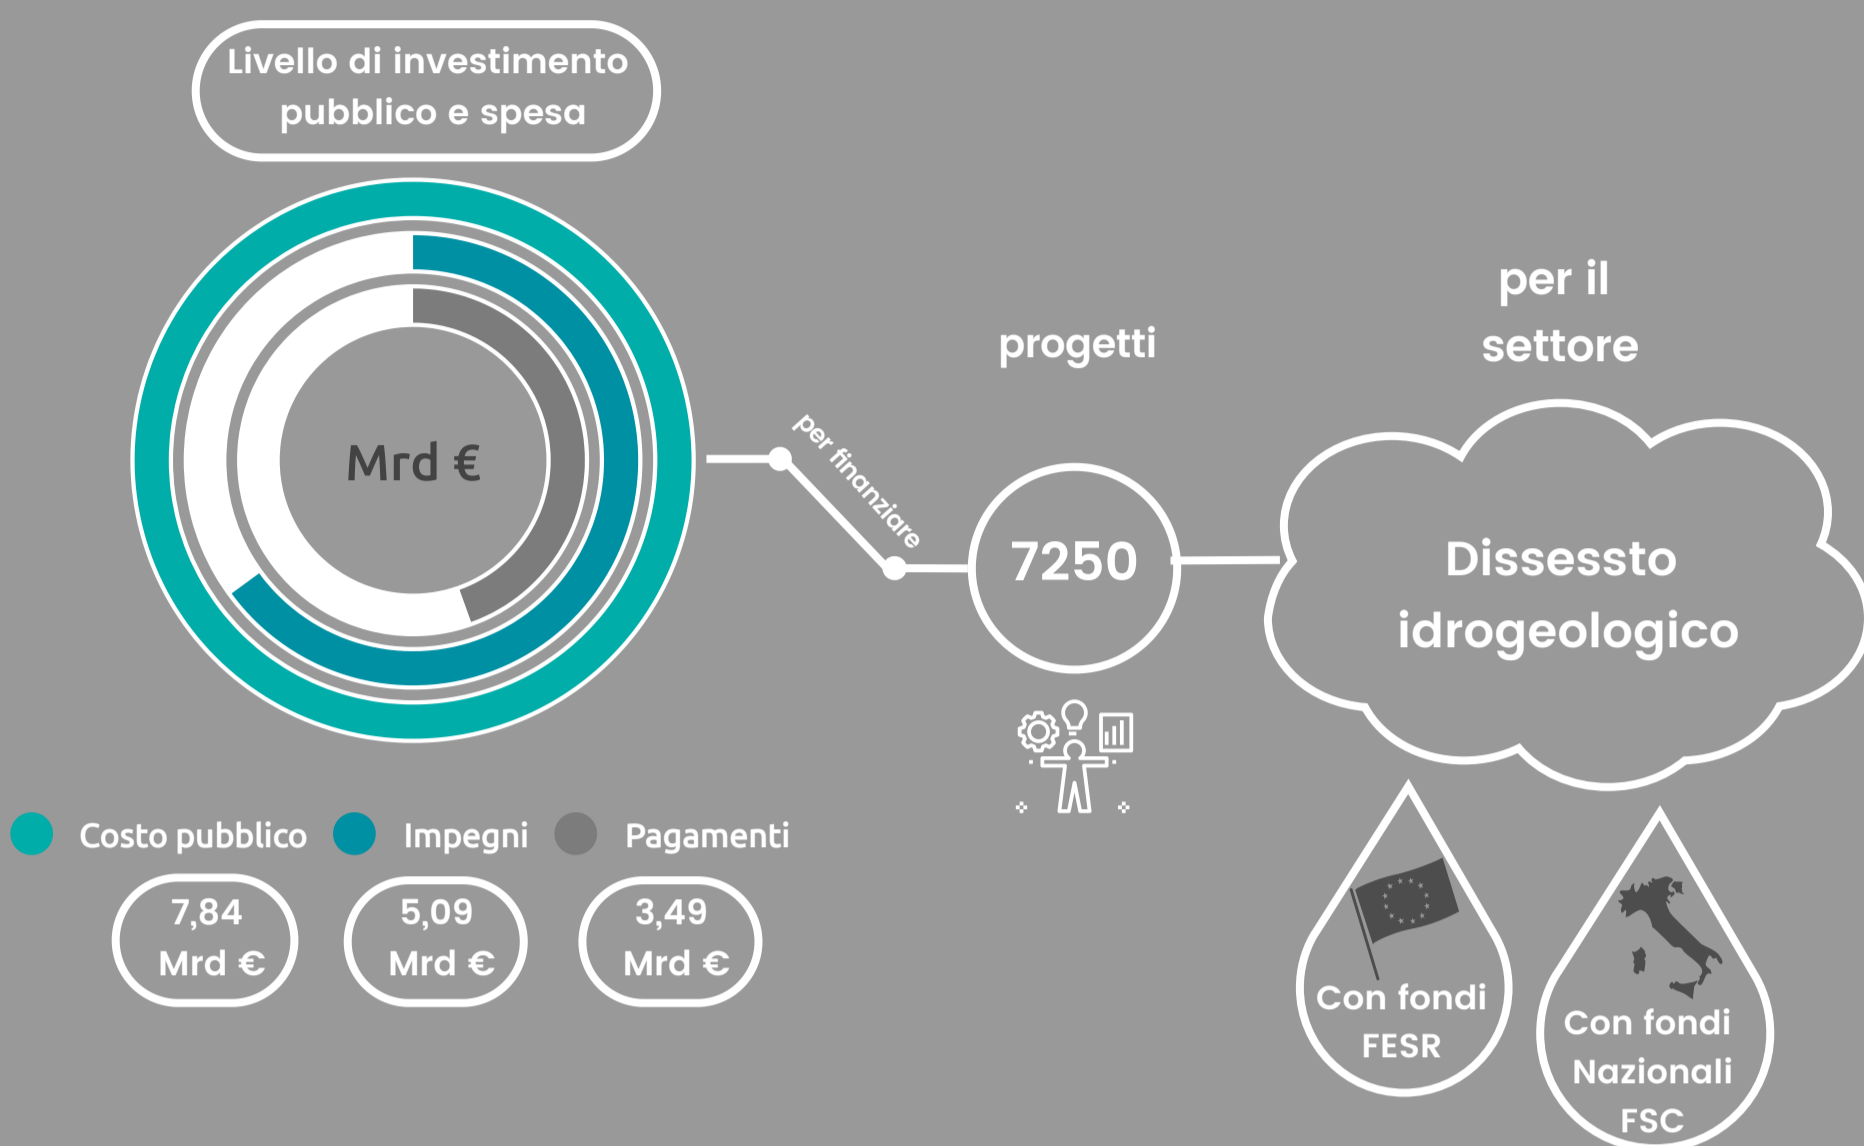 Livello di investimento
pubblico e spesa
Mrd €
Costo pubblico
Impegni
Pagamenti
7,84
Mrd €
5,09
Mrd €
3,49
Mrd €
per finanziare
progetti
7250
per il
settore
Dissessto
idrogeologico
Con fondi
FESR
Con fondi
Nazionali
FSC